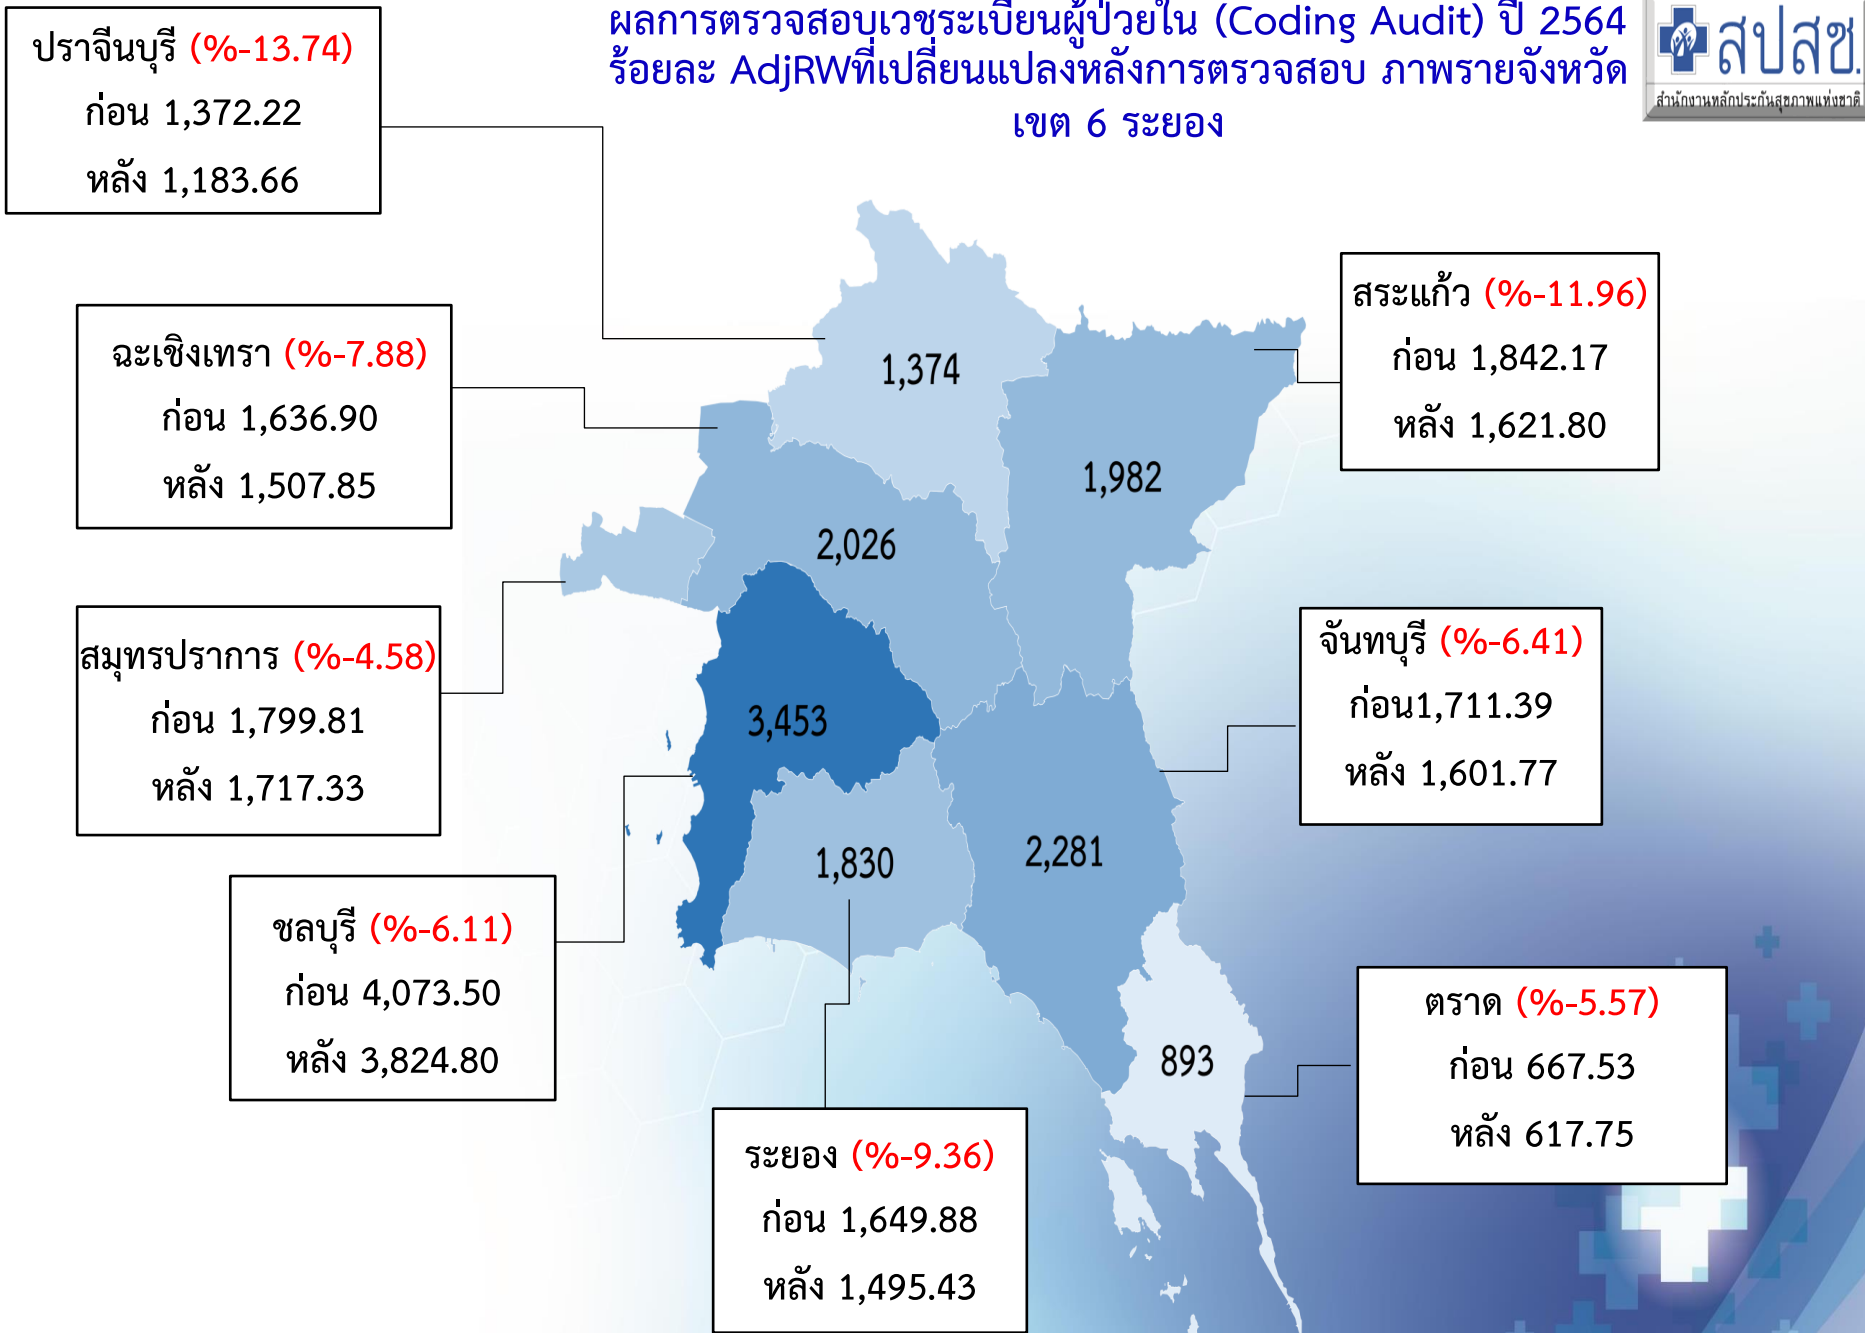 ผลการตรวจสอบเวชระเบียนผู้ป่วยใน (Coding Audit) ปี 2564
ร้อยละ AdjRWที่เปลี่ยนแปลงหลังการตรวจสอบ ภาพรายจังหวัด
เขต 6 ระยอง
สปสช.
สำนักงานหลักประกันสุขภาพแห่งชาติ
ปราจีนบุรี (%-13.74)
ก่อน 1,372.22
หลัง 1,183.66
สระแก้ว (%-11.96)
ก่อน 1,842.17
หลัง 1,621.80
ฉะเชิงเทรา (%-7.88)
ก่อน 1,636.90
หลัง 1,507.85
1,374
1,982
2,026
สมุทรปราการ (%-4.58)
ก่อน 1,799.81
หลัง 1,717.33
จันทบุรี (%-6.41)
ก่อน1,711.39
หลัง 1,601.77
3,453
1,830
2,281
893
ชลบุรี (%-6.11)
ก่อน 4,073.50
หลัง 3,824.80
ตราด (%-5.57)
ก่อน 667.53
หลัง 617.75
ระยอง (%-9.36)
ก่อน 1,649.88
หลัง 1,495.43